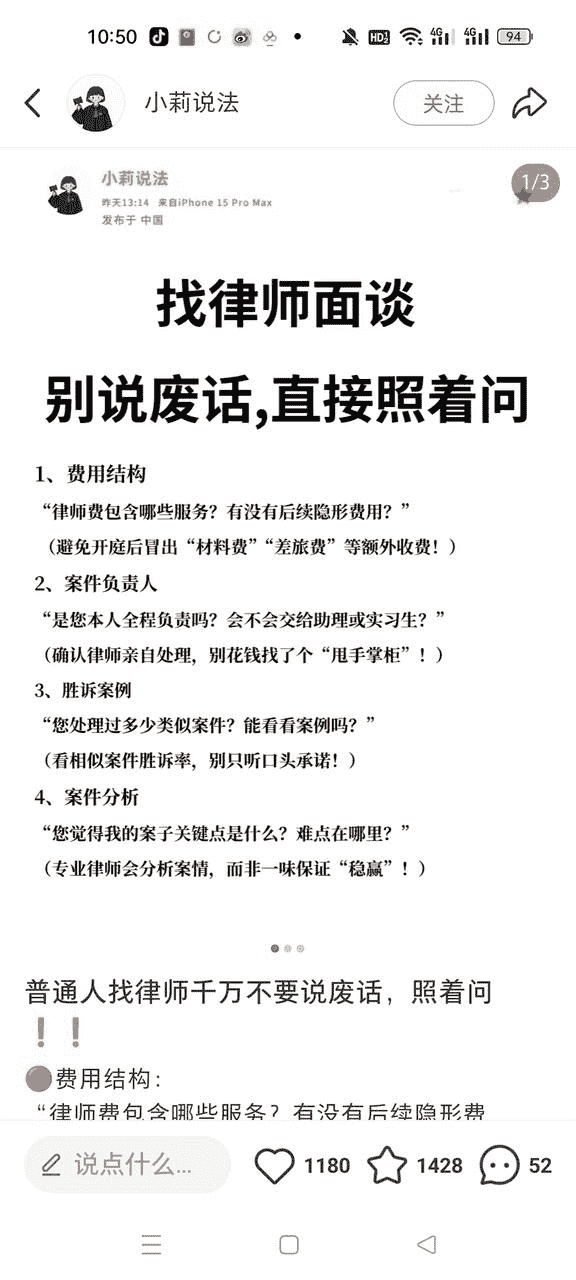 10:50
HD2
4G
4G
94
小莉说法
关注
小莉说法
昨天13:14 来自iPhone 15 Pro Max
发布于 中国
1/3
找律师面谈
别说废话,直接照着问
1、费用结构
“律师费包含哪些服务？有没有后续隐形费用？”
（避免开庭后冒出“材料费”“差旅费”等额外收费！）
2、案件负责人
“是您本人全程负责吗？会不会交给助理或实习生？”
（确认律师亲自处理，别花钱找了个“甩手掌柜”！）
3、胜诉案例
“您处理过多少类似案件？能看看案例吗？”
（看相似案件胜诉率，别只听口头承诺！）
4、案件分析
“您觉得我的案子关键点是什么？难点在哪里？”
（专业律师会分析案情，而非一味保证“稳赢”！）
普通人找律师千万不要说废话，照着问
❗❗
费用结构：
“律师费包含哪些服务？有没有后续隐形费
说点什么...
1180
1428
52